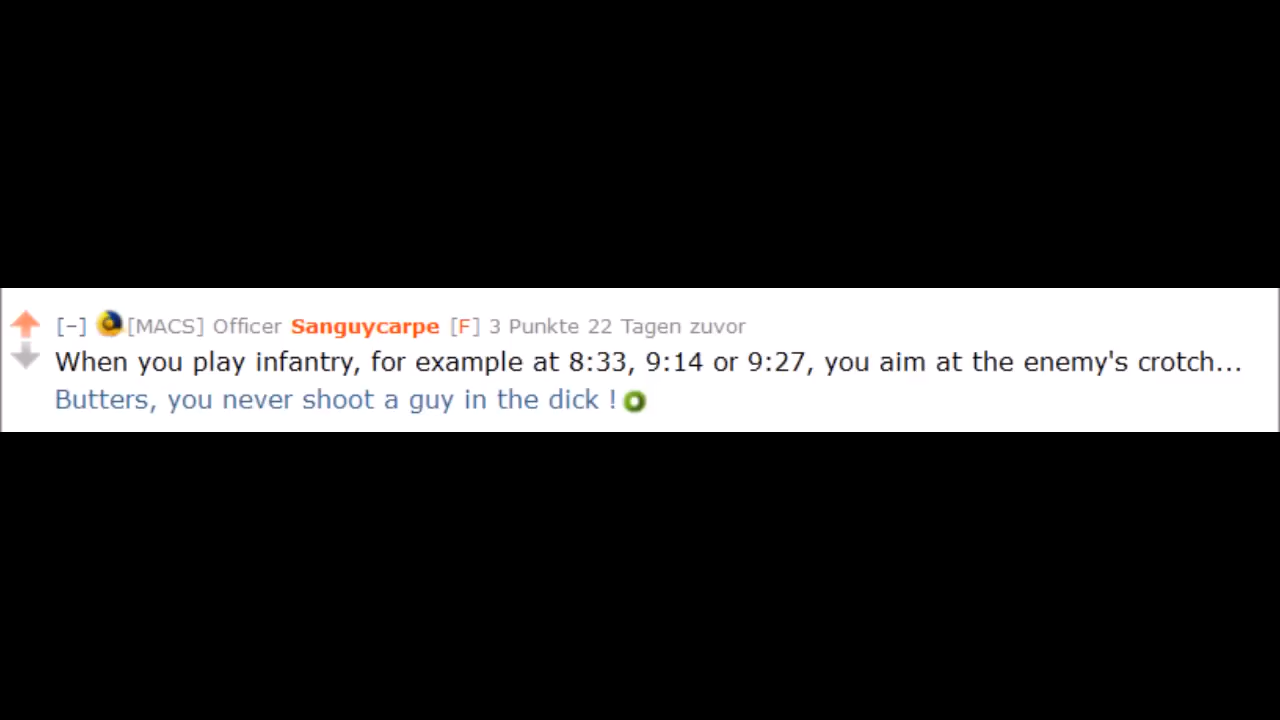 [–] [MACS] Officer Sanguycarpe [F] 3 Punkte 22 Tagen zuvor
When you play infantry, for example at 8:33, 9:14 or 9:27, you aim at the enemy's crotch...
Butters, you never shoot a guy in the dick !